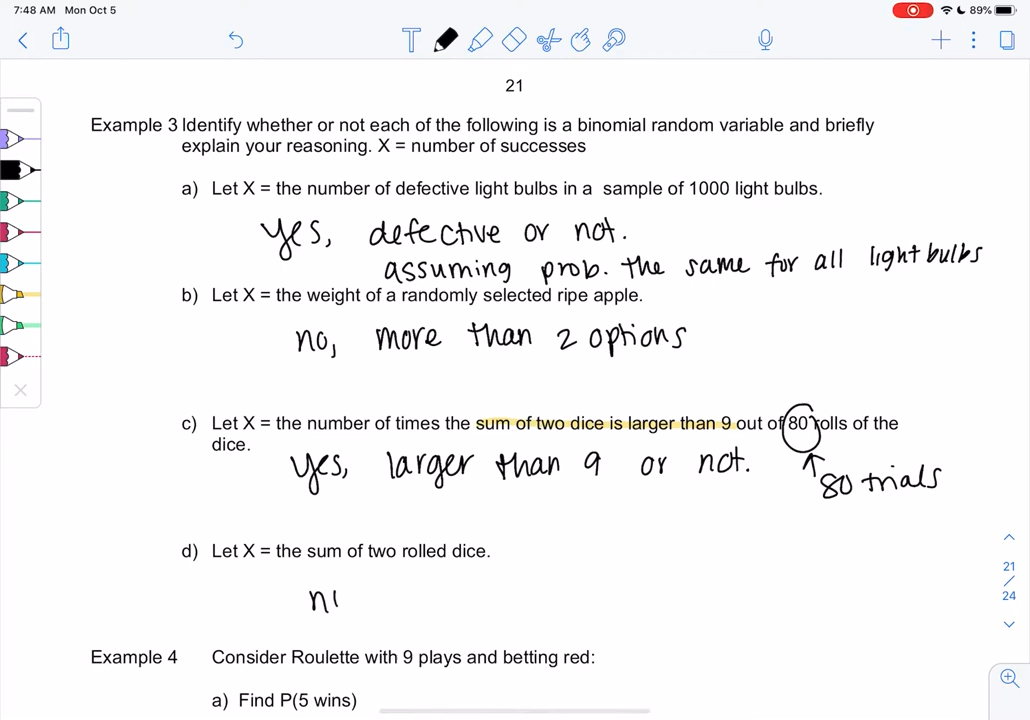 7:48 AM Mon Oct 5
89%
21
Example 3 Identify whether or not each of the following is a binomial random variable and briefly
explain your reasoning. X = number of successes
a) Let X = the number of defective light bulbs in a sample of 1000 light bulbs.
yes, defective or not.
assuming prob. the same for all light bulbs
b) Let X = the weight of a randomly selected ripe apple.
no, more than 2 options
c) Let X = the number of times the sum of two dice is larger than 9 out of 80 rolls of the
dice.
yes, larger than 9 or not.
80 trials
d) Let X = the sum of two rolled dice.
21
/
24
Example 4 Consider Roulette with 9 plays and betting red:
a) Find P(5 wins)